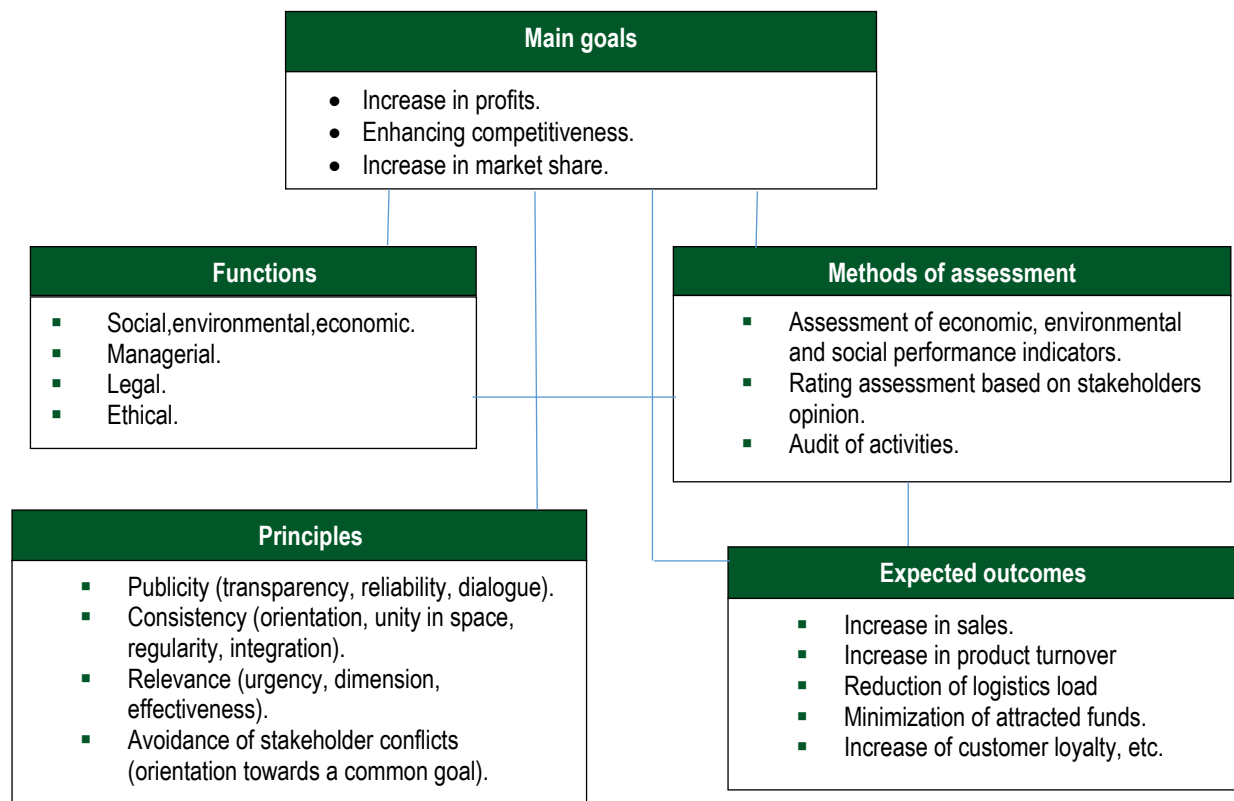 Main goals
• Increase in profits.
• Enhancing competitiveness.
• Increase in market share.
Functions
▪ Social,environmental,economic.
▪ Managerial.
▪ Legal.
▪ Ethical.
Methods of assessment
▪ Assessment of economic, environmental
and social performance indicators.
▪ Rating assessment based on stakeholders
opinion.
▪ Audit of activities.
Principles
▪ Publicity (transparency, reliability, dialogue).
▪ Consistency (orientation, unity in space,
regularity, integration).
▪ Relevance (urgency, dimension,
effectiveness).
▪ Avoidance of stakeholder conflicts
(orientation towards a common goal).
Expected outcomes
▪ Increase in sales.
▪ Increase in product turnover
▪ Reduction of logistics load
▪ Minimization of attracted funds.
▪ Increase of customer loyalty, etc.